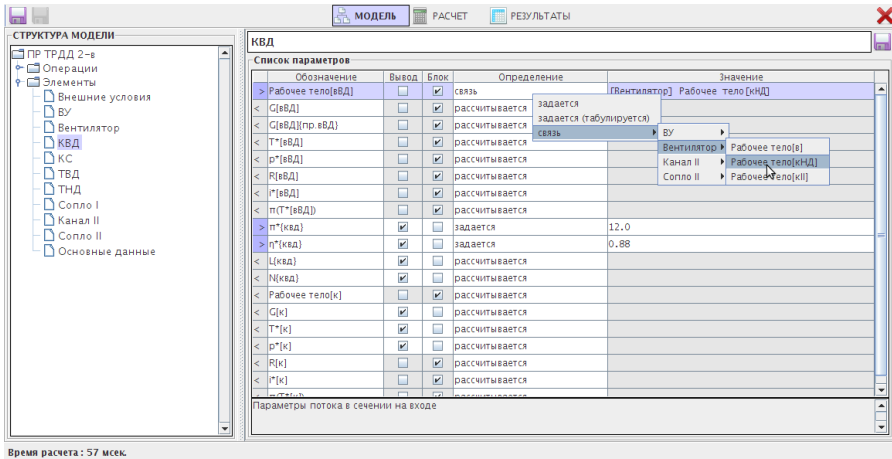 МОДЕЛЬ РАСЧЕТ РЕЗУЛЬТАТЫ
СТРУКТУРА МОДЕЛИ
ПР ТРДД 2-в
Операции
Элементы
Внешние условия
ВУ
Вентилятор
КВД
КС
ТВД
ТНД
Сопло I
Канал II
Сопло II
Основные данные
КВД
Список параметров
Обозначение Вывод Блок Определение Значение
> Рабочее тело[вВД] связь [Вентилятор] Рабочее тело[кНД]
< G[вВД] рассчитывается
< G[вВД]{пр.вВД} рассчитывается
< T*[вВД] рассчитывается
< p*[вВД] рассчитывается
< R[вВД] рассчитывается
< i*[вВД] рассчитывается
< π(T*[вВД]) рассчитывается
> π*{квд} задается 12.0
> η*{квд} задается 0.88
< L{квд} рассчитывается
< N{квд} рассчитывается
< Рабочее тело[к] рассчитывается
< G[к] рассчитывается
< T*[к] рассчитывается
< p*[к] рассчитывается
< R[к] рассчитывается
< i*[к] рассчитывается
задается
задается (табулируется)
связь
ВУ
Вентилятор
Канал II
Сопло II
Рабочее тело[в]
Рабочее тело[кНД]
Рабочее тело[кII]
Параметры потока в сечении на входе
Время расчета : 57 мсек.